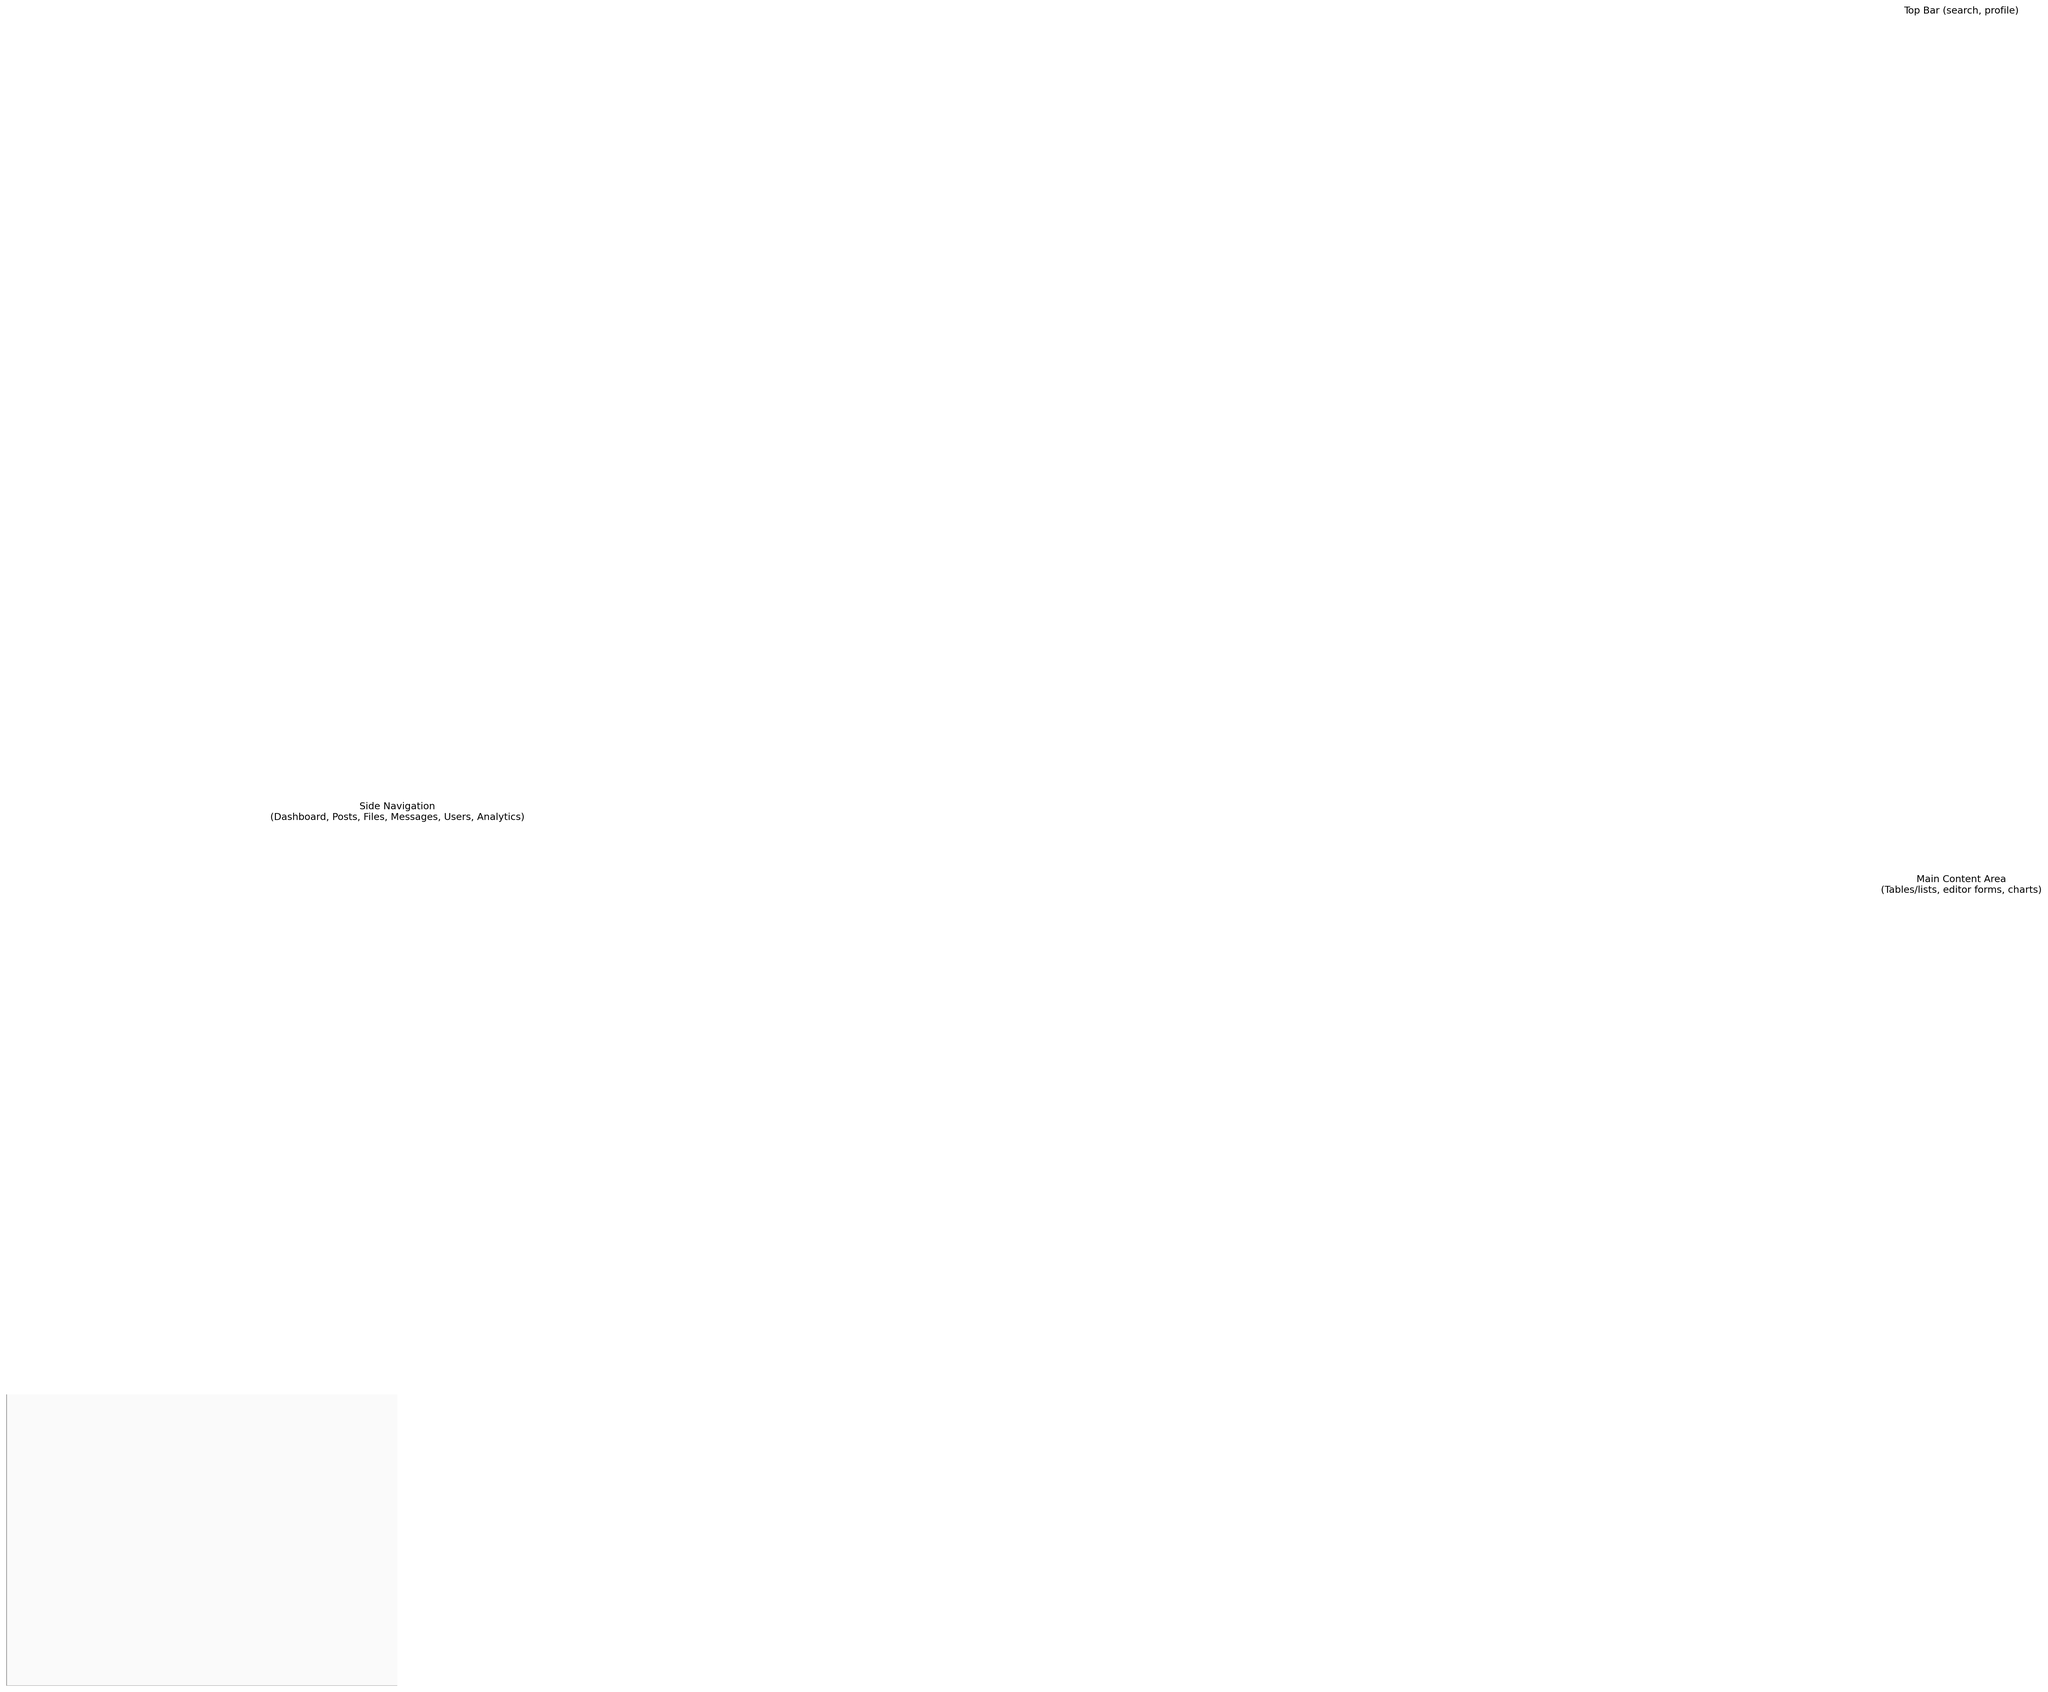 Top Bar (search, profile)
Side Navigation
(Dashboard, Posts, Files, Messages, Users, Analytics)
Main Content Area
(Tables/lists, editor forms, charts)